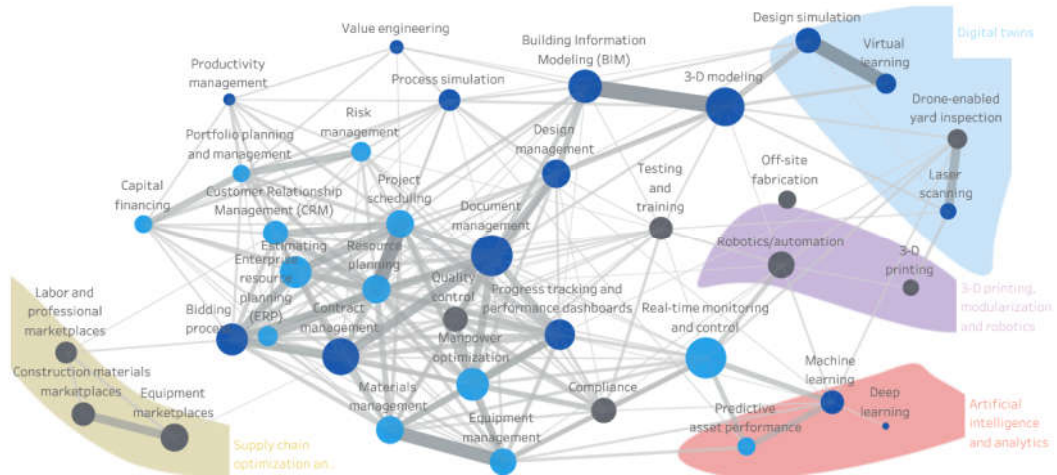 Design simulation
Digital twins
Value engineering
Building Information
Modeling (BIM)
Virtual
learning
Productivity
management
Process simulation
3-D modeling
Drone-enabled
yard inspection
Risk
management
Portfolio planning
and management
Design
management
Testing
and
training
Off-site
fabrication
Laser
scanning
Capital
financing
Customer Relationship
Management (CRM)
Project
scheduling
Document
management
Robotics/automation
3-D
printing
Estimating
Enterprise
resource
planning
(ERP)
Resource
planning
Quality
control
Progress tracking and
performance dashboards
Real-time monitoring
and control
3-D printing,
modularization
and robotics
Labor and
professional
marketplaces
Bidding
process
Contract
management
Manpower
optimization
Construction materials
marketplaces
Equipment
marketplaces
Materials
management
Equipment
management
Compliance
Machine
learning
Deep
learning
Predictive
asset performance
Artificial
intelligence
and analytics
Supply chain
optimization an..